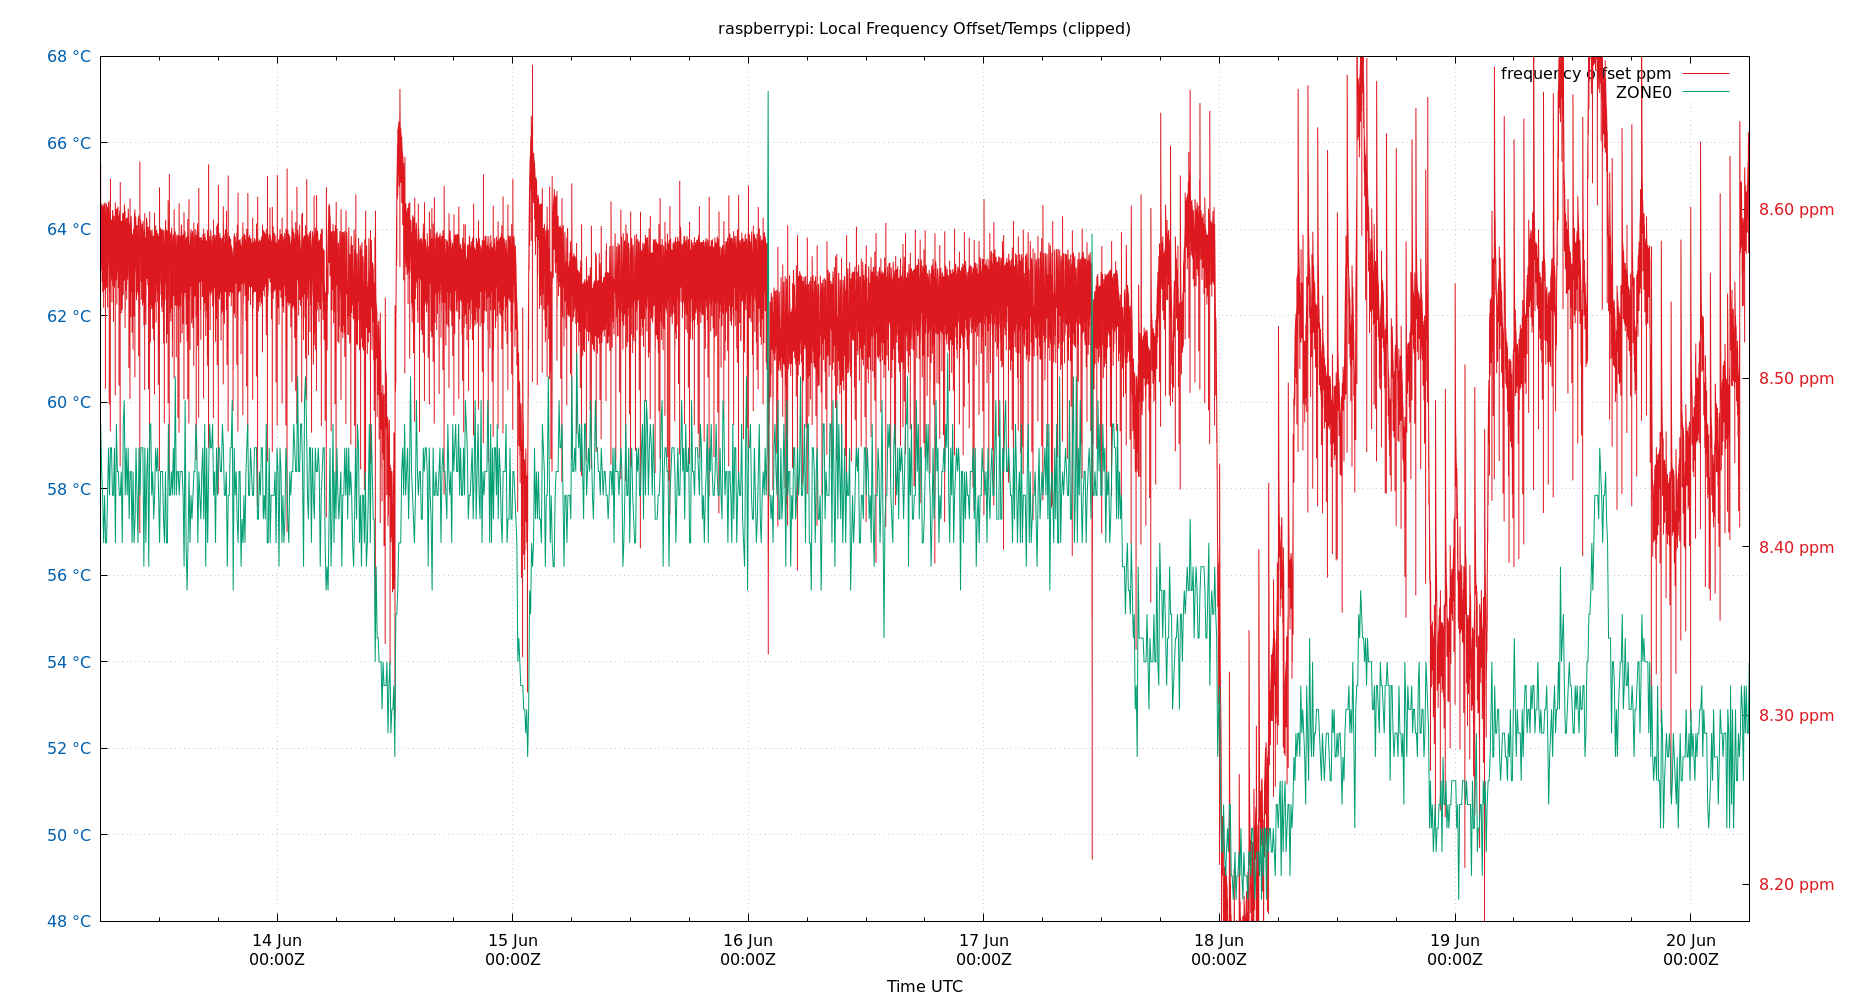 raspberrypi: Local Frequency Offset/Temps (clipped)
68 °C
66 °C
64 °C
62 °C
60 °C
58 °C
56 °C
54 °C
52 °C
50 °C
48 °C
frequency offset ppm
ZONE0
8.60 ppm
8.50 ppm
8.40 ppm
8.30 ppm
8.20 ppm
14 Jun
00:00Z
15 Jun
00:00Z
16 Jun
00:00Z
17 Jun
00:00Z
18 Jun
00:00Z
19 Jun
00:00Z
20 Jun
00:00Z
Time UTC